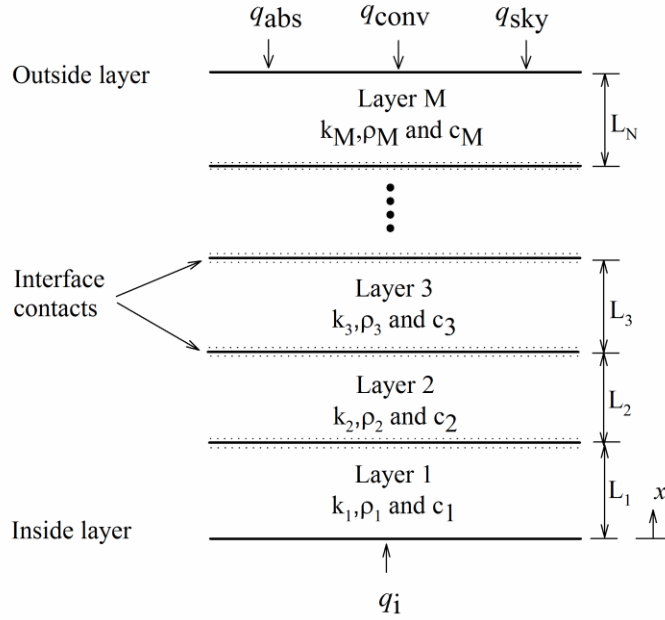 q_abs q_conv q_sky
Outside layer
Layer M
k_M,ρ_M and c_M
L_N
Interface
contacts
Layer 3
k_3,ρ_3 and c_3
L_3
Layer 2
k_2,ρ_2 and c_2
L_2
Layer 1
k_1,ρ_1 and c_1
L_1
x
Inside layer
q_i